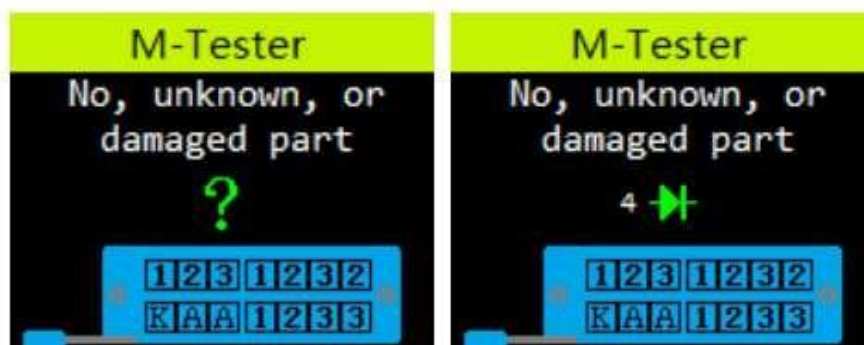 M-Tester
No, unknown, or
damaged part
?
1 2 3 1 2 3 2
K A A 1 2 3 3
M-Tester
No, unknown, or
damaged part
4
1 2 3 1 2 3 2
K A A 1 2 3 3